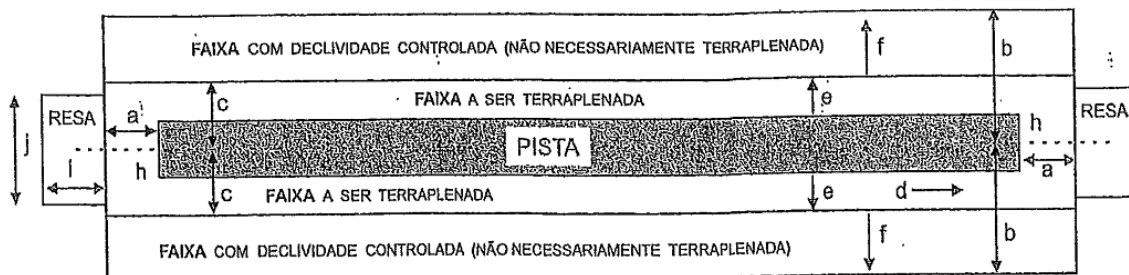 FAIXA COM DECLIVIDADE CONTROLADA (NÃO NECESSARIAMENTE TERRAPLENADA)
f
b
RESA
a
c
FAIXA A SER TERRAPLENADA
e
h
RESA
j
PISTA
i
h
c
FAIXA A SER TERRAPLENADA
e
d
a
FAIXA COM DECLIVIDADE CONTROLADA (NÃO NECESSARIAMENTE TERRAPLENADA)
f
b